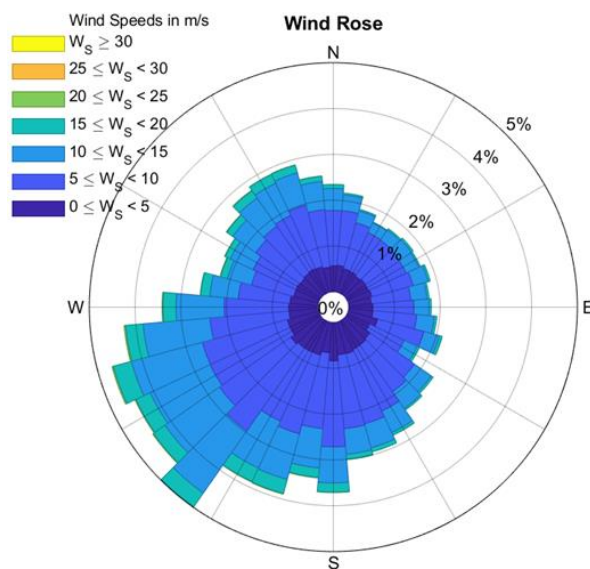 Wind Speeds in m/s
W_S ≥ 30
25 ≤ W_S < 30
20 ≤ W_S < 25
15 ≤ W_S < 20
10 ≤ W_S < 15
5 ≤ W_S < 10
0 ≤ W_S < 5
Wind Rose
N
5%
4%
3%
2%
1%
0%
W
E
S